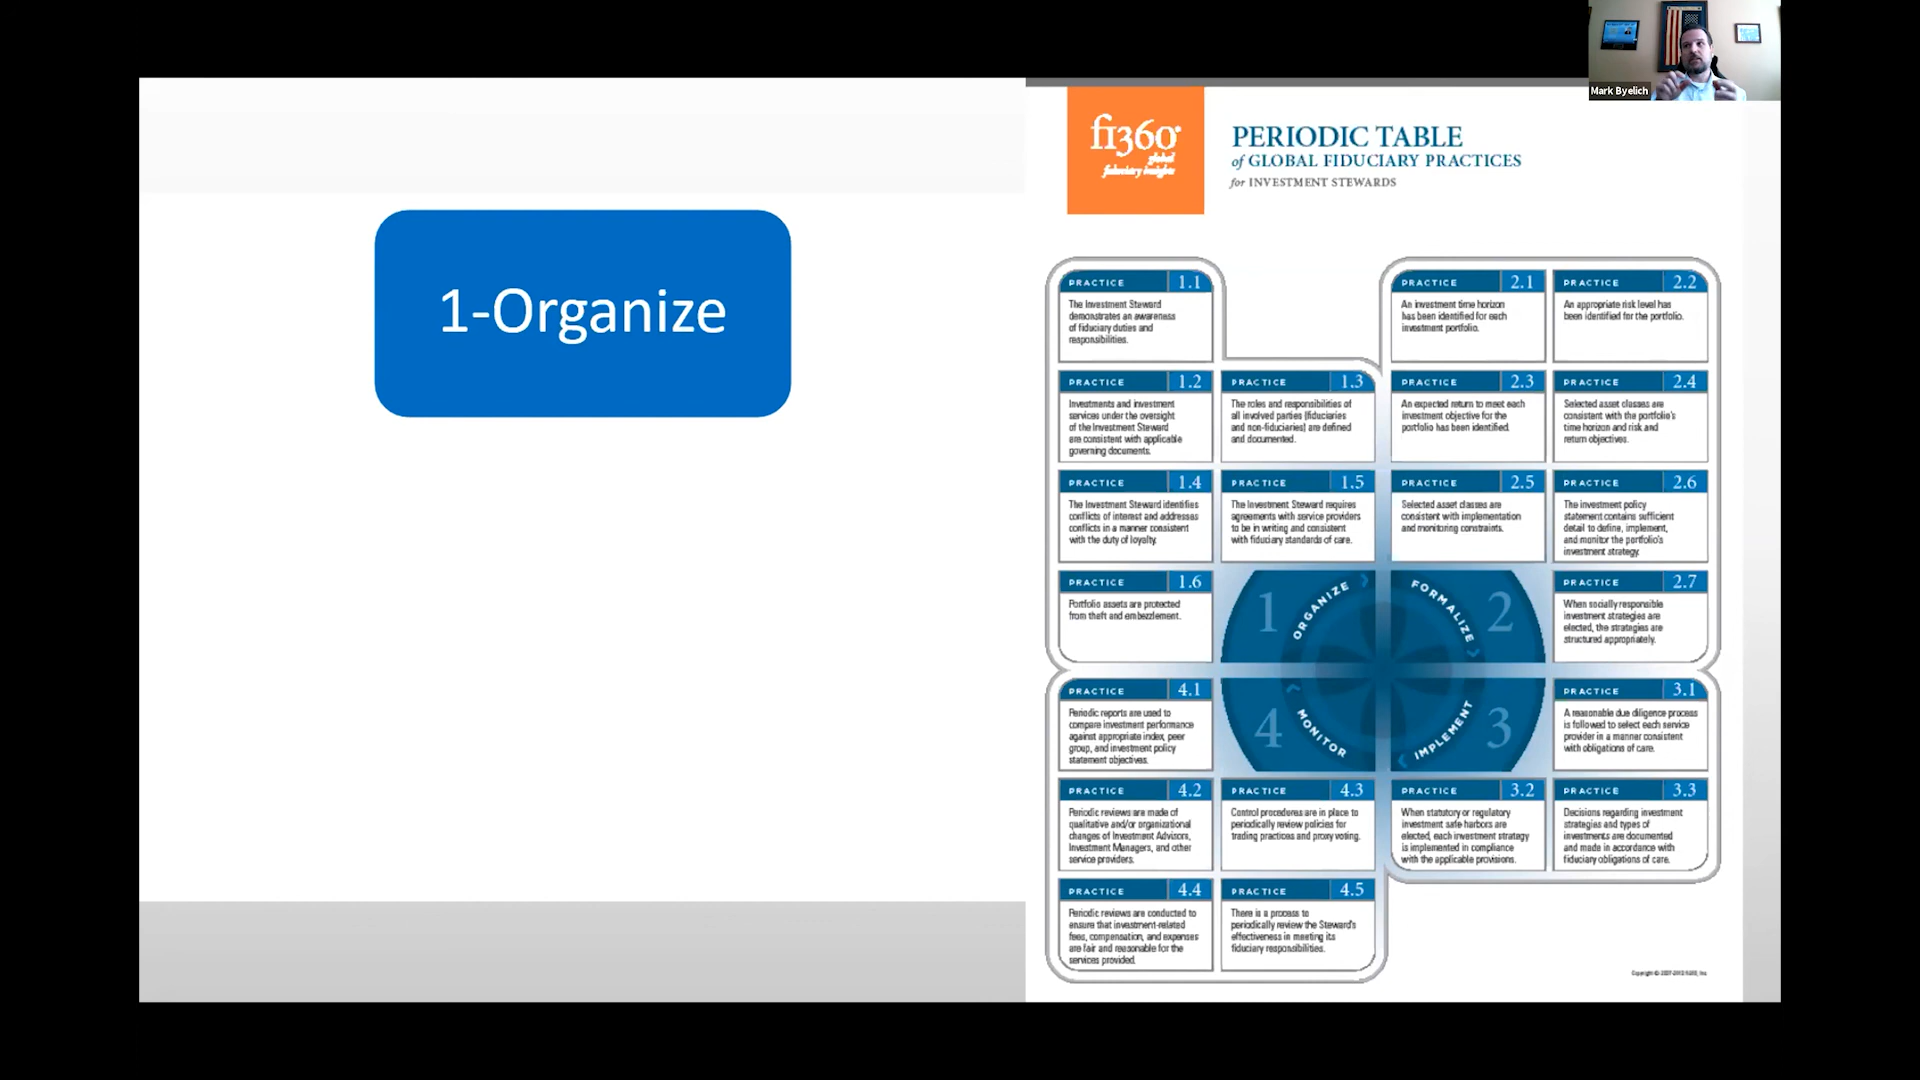 Mark Byelich
1-Organize
fi360®
global
fiduciary insights
PERIODIC TABLE
of GLOBAL FIDUCIARY PRACTICES
for INVESTMENT STEWARDS
PRACTICE 1.1
The Investment Steward
demonstrates an awareness
of fiduciary duties and
responsibilities.
PRACTICE 1.2
Investments and investment
services under the oversight
of the Investment Steward
are consistent with applicable
governing documents.
PRACTICE 1.3
The roles and responsibilities of
all involved parties (fiduciaries
and non-fiduciaries) are defined
and documented.
PRACTICE 1.4
The Investment Steward identifies
conflicts of interest and addresses
conflicts in a manner consistent
with the duty of loyalty.
PRACTICE 1.5
The Investment Steward requires
agreements with service providers
to be in writing and consistent
with fiduciary standards of care.
PRACTICE 1.6
Portfolio assets are protected
from theft and embezzlement.
PRACTICE 2.1
An investment time horizon
has been identified for each
investment portfolio.
PRACTICE 2.2
An appropriate risk level has
been identified for the portfolio.
PRACTICE 2.3
An expected return to meet each
investment objective for the
portfolio has been identified.
PRACTICE 2.4
Selected asset classes are
consistent with the portfolio's
time horizon and risk and
return objectives.
PRACTICE 2.5
Selected asset classes are
consistent with implementation
and monitoring constraints.
PRACTICE 2.6
The investment policy
statement contains sufficient
detail to define, implement,
and monitor the portfolio's
investment strategy.
PRACTICE 2.7
When socially responsible
investment strategies are
elected, the strategies are
structured appropriately.
1 ORGANIZE
FORMALIZE 2
4 MONITOR
IMPLEMENT 3
PRACTICE 3.1
A reasonable due diligence process
is followed to select each service
provider in a manner consistent
with obligations of care.
PRACTICE 3.2
When statutory or regulatory
investment safe harbors are
elected, each investment strategy
is implemented in compliance
with the applicable provisions.
PRACTICE 3.3
Decisions regarding investment
strategies and types of
investments are documented
and made in accordance with
fiduciary obligations of care.
PRACTICE 4.1
Periodic reports are used to
compare investment performance
against appropriate index, peer
group, and investment policy
statement objectives.
PRACTICE 4.2
Periodic reviews are made of
qualitative and/or organizational
changes of Investment Advisors,
Investment Managers, and other
service providers.
PRACTICE 4.3
Control procedures are in place to
periodically review policies for
trading practices and proxy voting.
PRACTICE 4.4
Periodic reviews are conducted to
ensure that investment-related
fees, compensation, and expenses
are fair and reasonable for the
services provided.
PRACTICE 4.5
There is a process to
periodically review the Steward's
effectiveness in meeting its
fiduciary responsibilities.